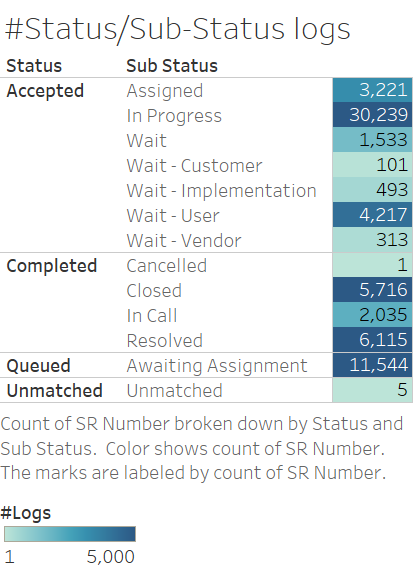 #Status/Sub-Status logs
Status Sub Status
Accepted Assigned 3,221
In Progress 30,239
Wait 1,533
Wait - Customer 101
Wait - Implementation 493
Wait - User 4,217
Wait - Vendor 313
Completed Cancelled 1
Closed 5,716
In Call 2,035
Resolved 6,115
Queued Awaiting Assignment 11,544
Unmatched Unmatched 5
Count of SR Number broken down by Status and
Sub Status. Color shows count of SR Number.
The marks are labeled by count of SR Number.
#Logs
1 5,000